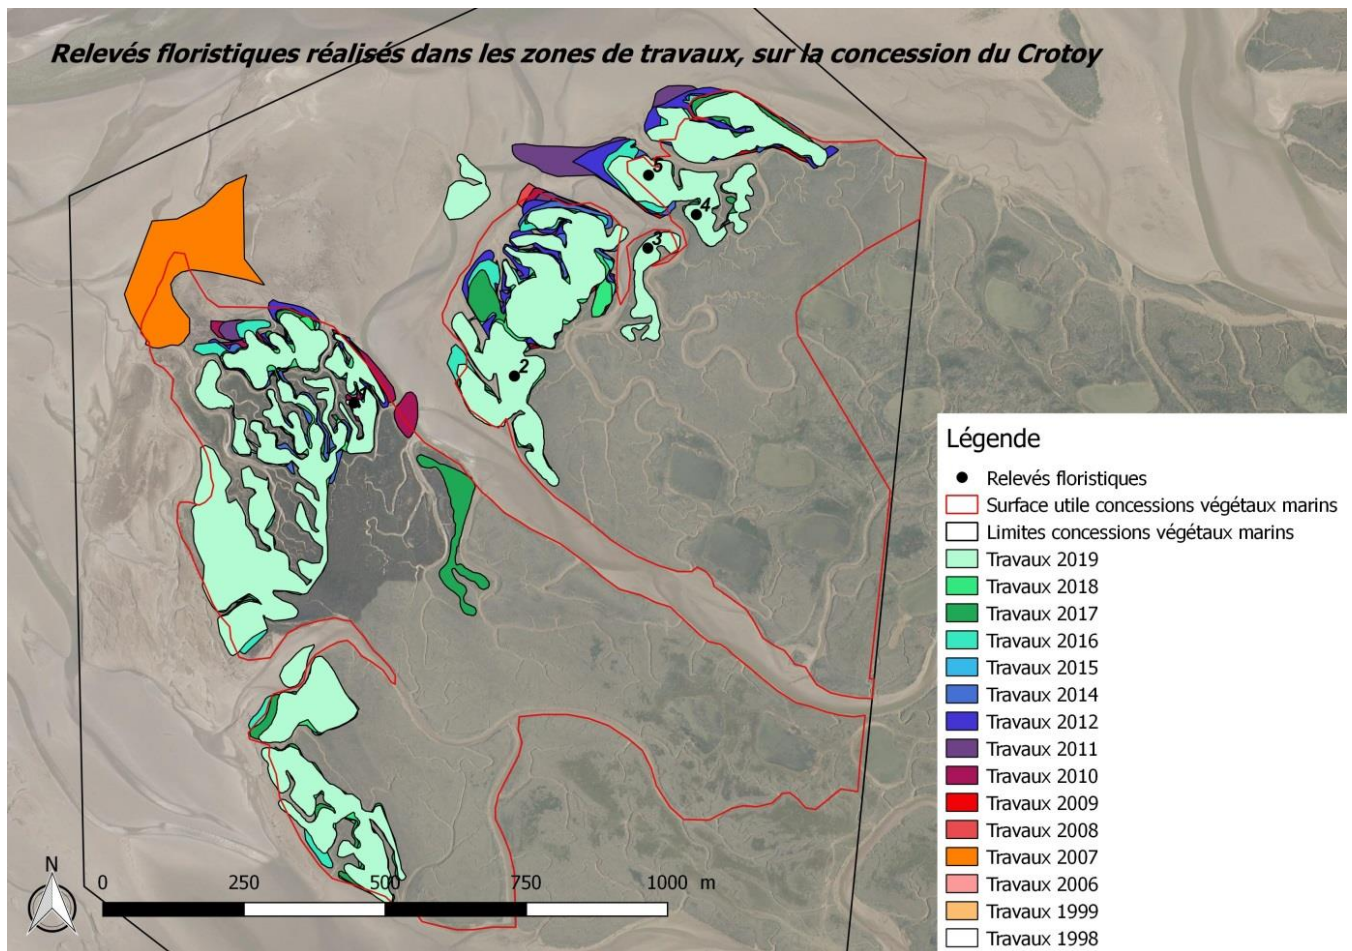 Relevés floristiques réalisés dans les zones de travaux, sur la concession du Crotoy
5
4
3
2
Légende
Relevés floristiques
Surface utile concessions végétaux marins
Limites concessions végétaux marins
Travaux 2019
Travaux 2018
Travaux 2017
Travaux 2016
Travaux 2015
Travaux 2014
Travaux 2012
Travaux 2011
Travaux 2010
Travaux 2009
Travaux 2008
Travaux 2007
Travaux 2006
Travaux 1999
Travaux 1998
N
0 250 500 750 1000 m